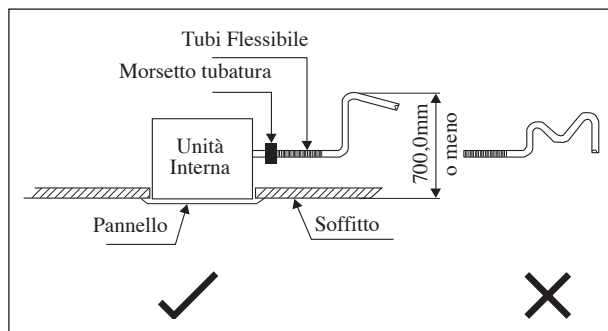 Tubi Flessibile
Morsetto tubatura
Unità
Interna
700,0mm
o meno
Pannello
Soffitto